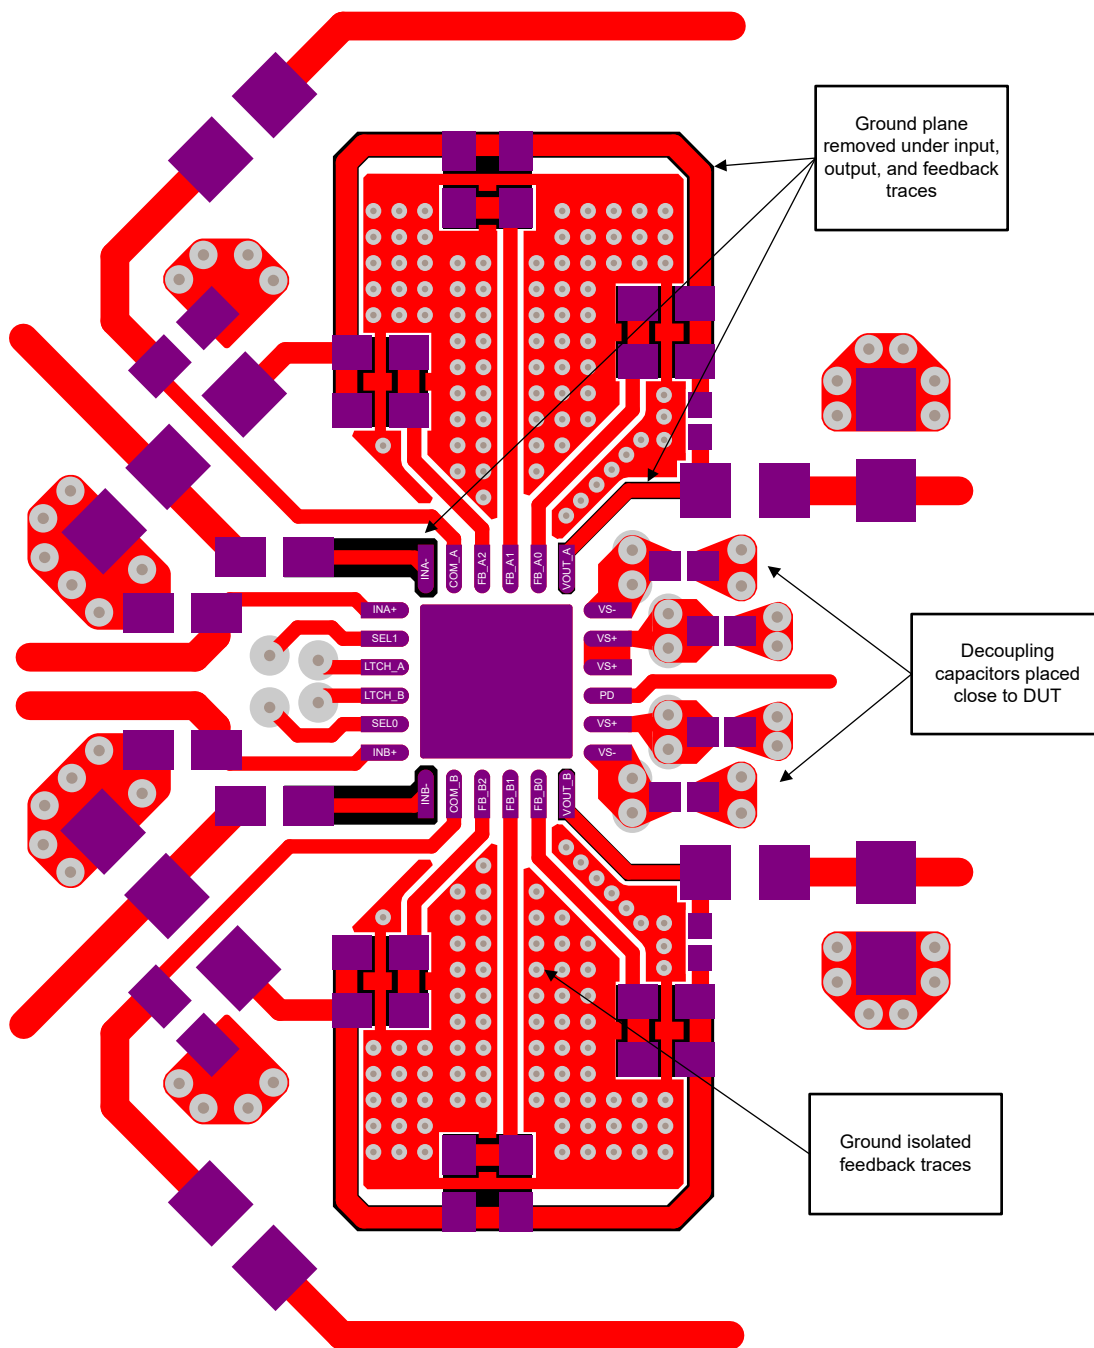 Ground plane
removed under input,
output, and feedback
traces
INA-
COM_A
FB_A2
FB_A1
FB_A0
VOUT_A
INA+
SEL1
LTCH_A
LTCH_B
SEL0
INB+
VS-
VS+
VS+
PD
VS+
VS-
Decoupling
capacitors placed
close to DUT
INB-
COM_B
FB_B2
FB_B1
FB_B0
VOUT_B
Ground isolated
feedback traces